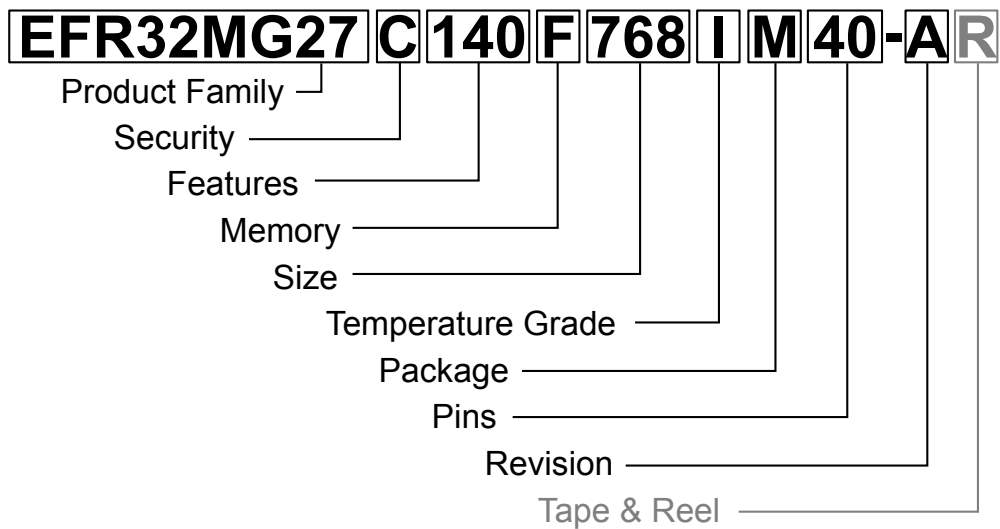 EFR32MG27 C 140 F 768 I M 40-A R
Product Family
Security
Features
Memory
Size
Temperature Grade
Package
Pins
Revision
Tape & Reel